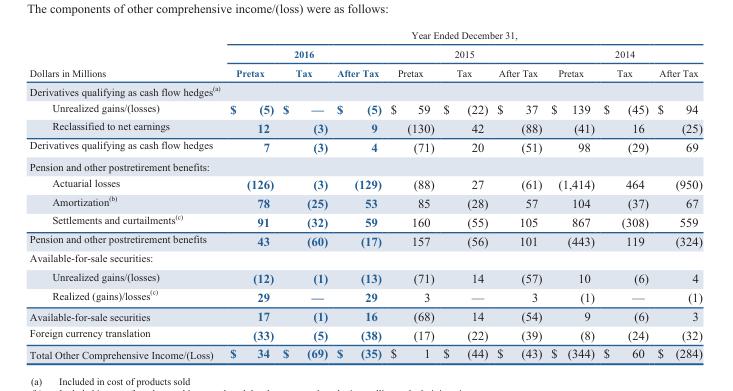 The components of other comprehensive income/(loss) were as follows:
Year Ended December 31,
2016 2015 2014
Dollars in Millions Pretax Tax After Tax Pretax Tax After Tax Pretax Tax After Tax
Derivatives qualifying as cash flow hedges(a)
Unrealized gains/(losses) $ (5) $ — $ (5) $ 59 $ (22) $ 37 $ 139 $ (45) $ 94
Reclassified to net earnings 12 (3) 9 (130) 42 (88) (41) 16 (25)
Derivatives qualifying as cash flow hedges 7 (3) 4 (71) 20 (51) 98 (29) 69
Pension and other postretirement benefits:
Actuarial losses (126) (3) (129) (88) 27 (61) (1,414) 464 (950)
Amortization(b) 78 (25) 53 85 (28) 57 104 (37) 67
Settlements and curtailments(c) 91 (32) 59 160 (55) 105 867 (308) 559
Pension and other postretirement benefits 43 (60) (17) 157 (56) 101 (443) 119 (324)
Available-for-sale securities:
Unrealized gains/(losses) (12) (1) (13) (71) 14 (57) 10 (6) 4
Realized (gains)/losses(c) 29 — 29 3 — 3 (1) — (1)
Available-for-sale securities 17 (1) 16 (68) 14 (54) 9 (6) 3
Foreign currency translation (33) (5) (38) (17) (22) (39) (8) (24) (32)
Total Other Comprehensive Income/(Loss) $ 34 $ (69) $ (35) $ 1 $ (44) $ (43) $ (344) $ 60 $ (284)
(a) Included in cost of products sold